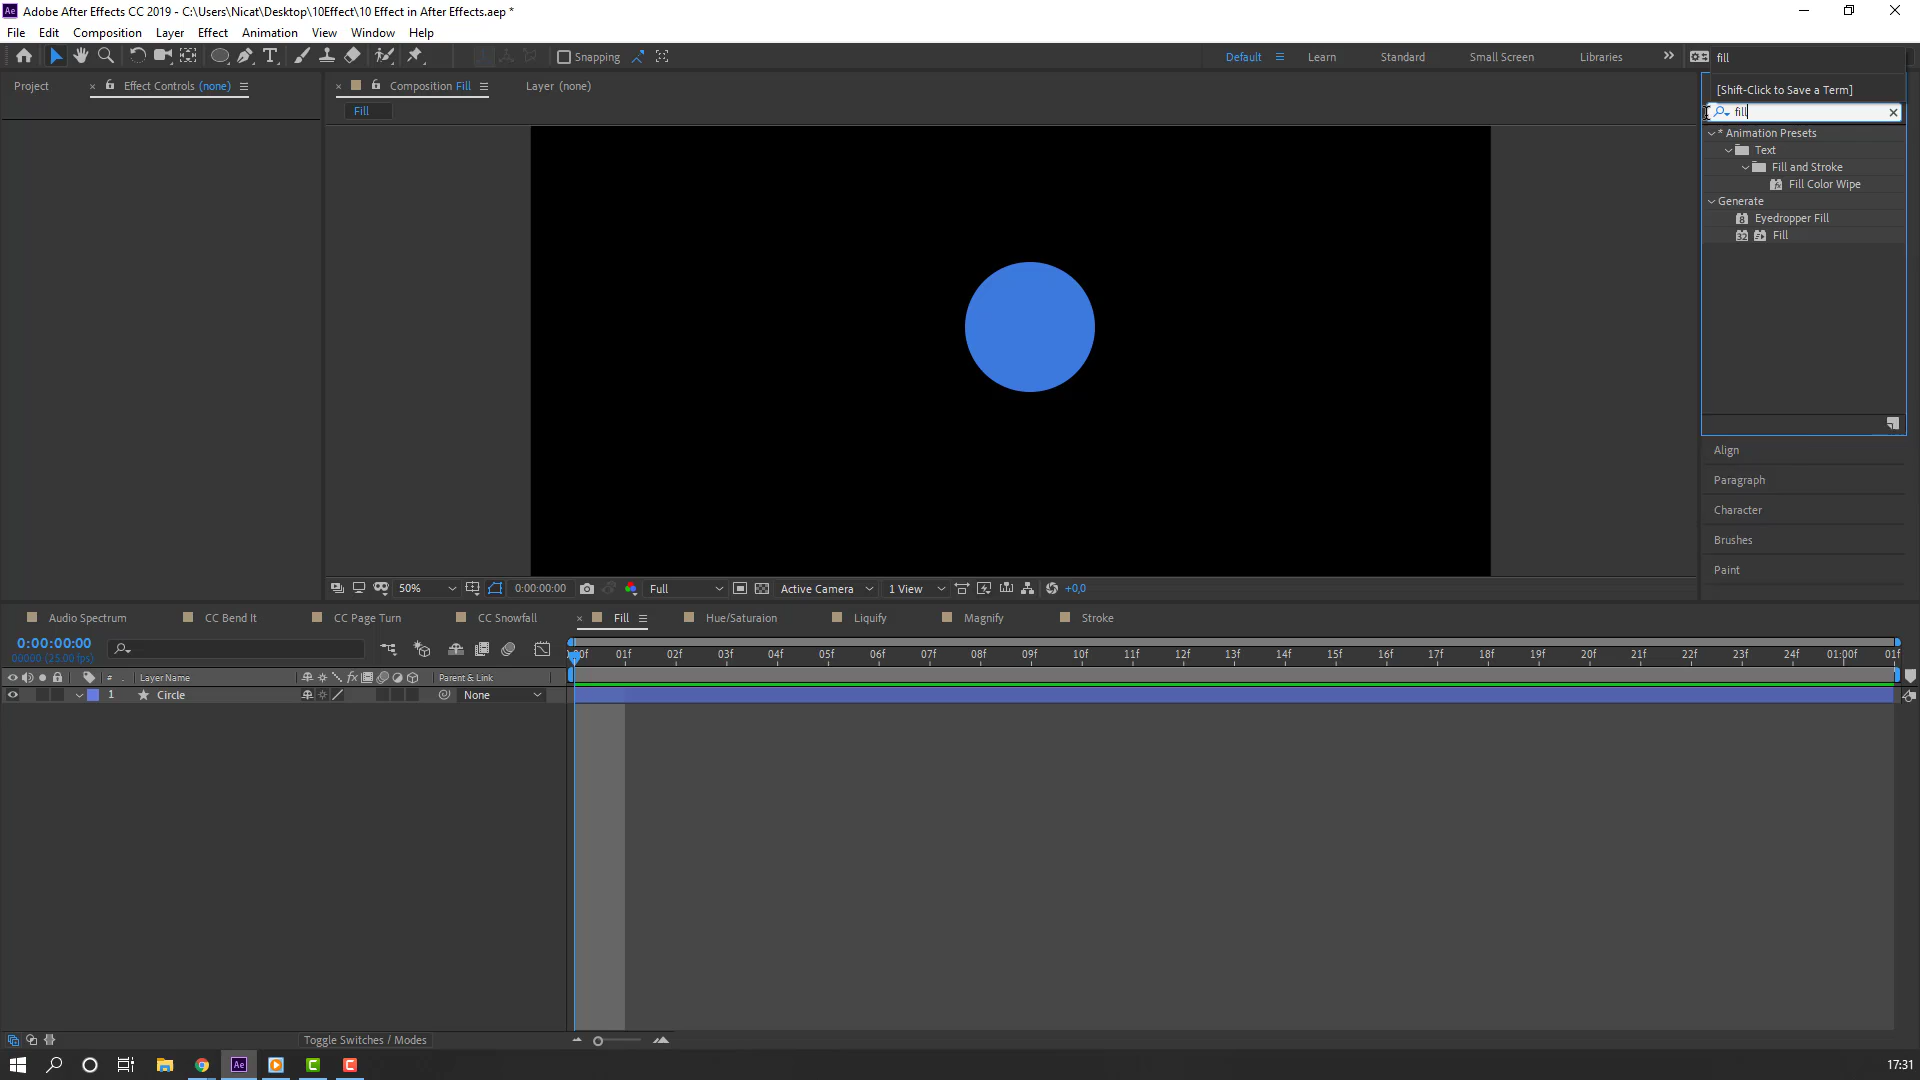 Adobe After Effects CC 2019 - C:\Users\Nicat\Desktop\10Effect\10 Effect in After Effects.aep *
File Edit Composition Layer Effect Animation View Window Help
Snapping Default Learn Standard Small Screen Libraries » fill
Project × Effect Controls (none) × Composition Fill Layer (none)
[Shift-Click to Save a Term]
Fill
fill
* Animation Presets
Text
Fill and Stroke
Fill Color Wipe
Generate
8 Eyedropper Fill
32 Fill
Align
Paragraph
Character
Brushes
Paint
50% 0:00:00:00 Full Active Camera 1 View +0,0
Audio Spectrum CC Bend It CC Page Turn CC Snowfall × Fill Hue/Saturaion Liquify Magnify Stroke
0:00:00:00
00000 (25.00 fps)
:00f 01f 02f 03f 04f 05f 06f 07f 08f 09f 10f 11f 12f 13f 14f 15f 16f 17f 18f 19f 20f 21f 22f 23f 24f 01:00f 01f
# Layer Name fx Parent & Link
1 Circle None
Toggle Switches / Modes
Ae C C 17:31